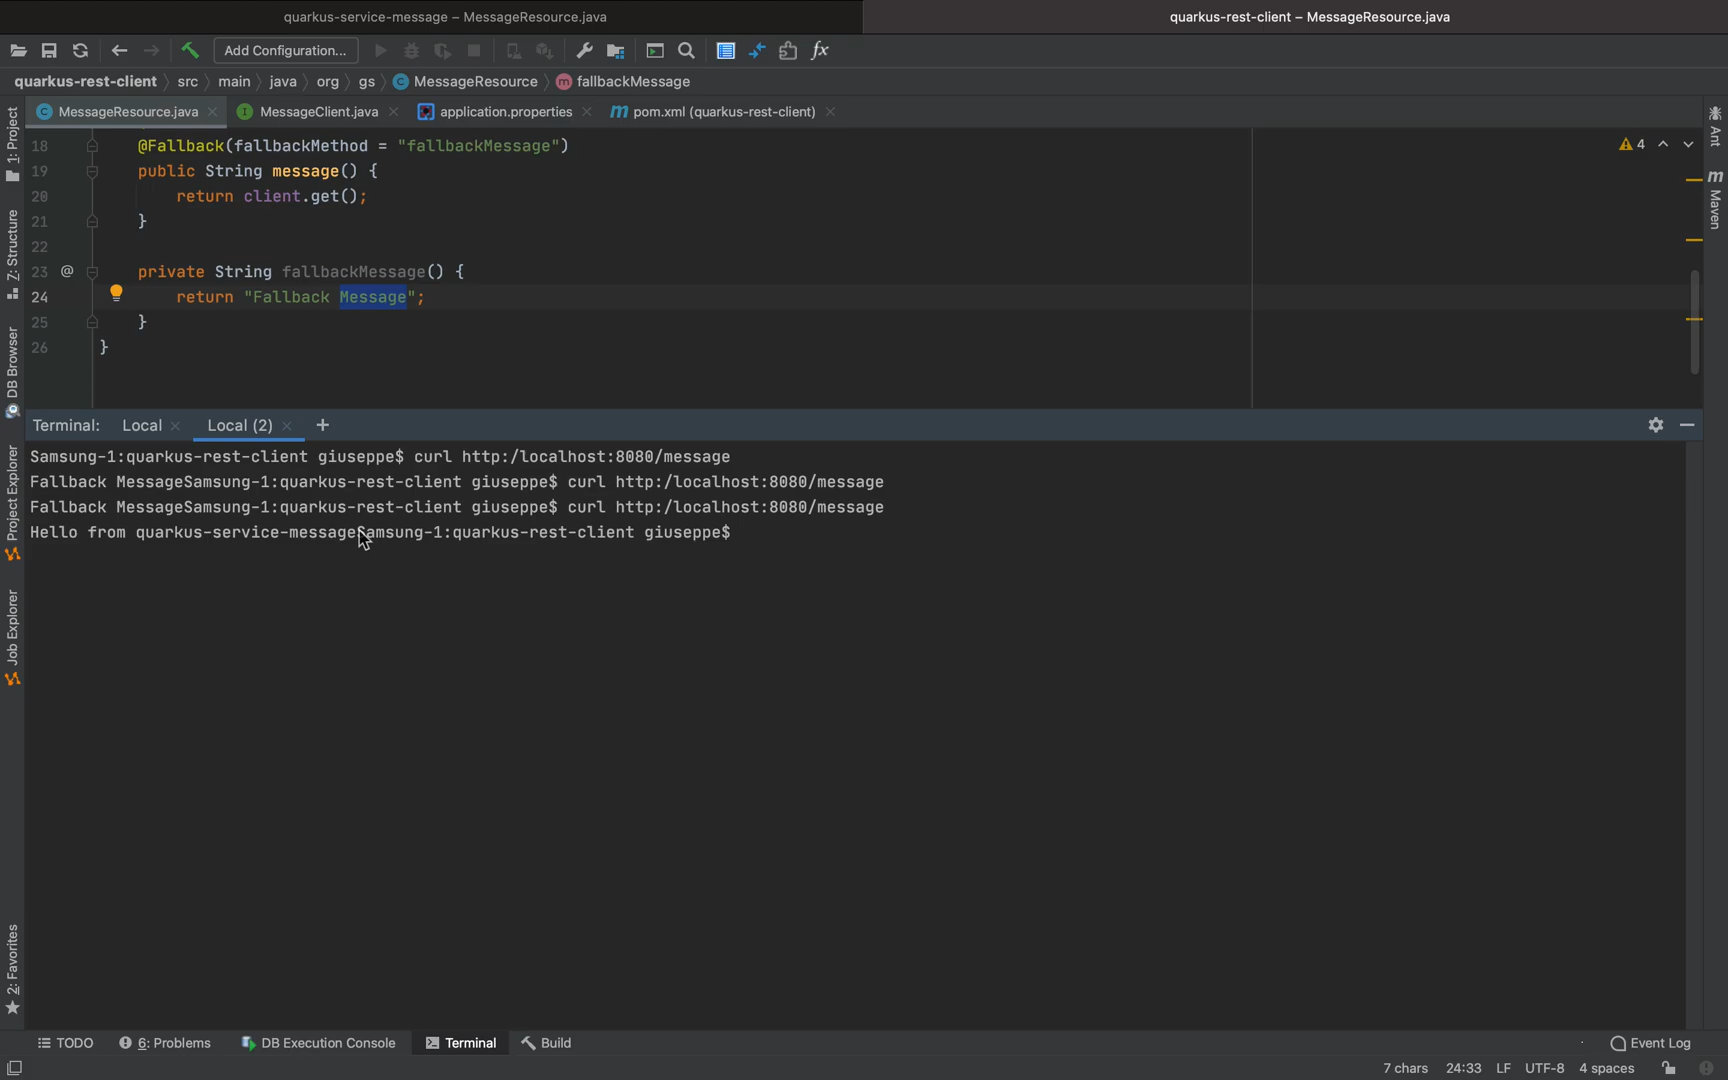 quarkus-service-message – MessageResource.java
quarkus-rest-client – MessageResource.java
Add Configuration...
quarkus-rest-client src main java org gs MessageResource fallbackMessage
MessageResource.java MessageClient.java application.properties pom.xml (quarkus-rest-client)
1: Project
7: Structure
DB Browser
Project Explorer
Job Explorer
2: Favorites
18 @Fallback(fallbackMethod = "fallbackMessage")
19 public String message() {
20 return client.get();
21 }
22
23 @ private String fallbackMessage() {
24 return "Fallback Message";
25 }
26 }
4
Ant
Maven
Terminal: Local Local (2) +
Samsung-1:quarkus-rest-client giuseppe$ curl http:/localhost:8080/message
Fallback MessageSamsung-1:quarkus-rest-client giuseppe$ curl http:/localhost:8080/message
Fallback MessageSamsung-1:quarkus-rest-client giuseppe$ curl http:/localhost:8080/message
Hello from quarkus-service-messageSamsung-1:quarkus-rest-client giuseppe$
TODO 6: Problems DB Execution Console Terminal Build Event Log
7 chars 24:33 LF UTF-8 4 spaces